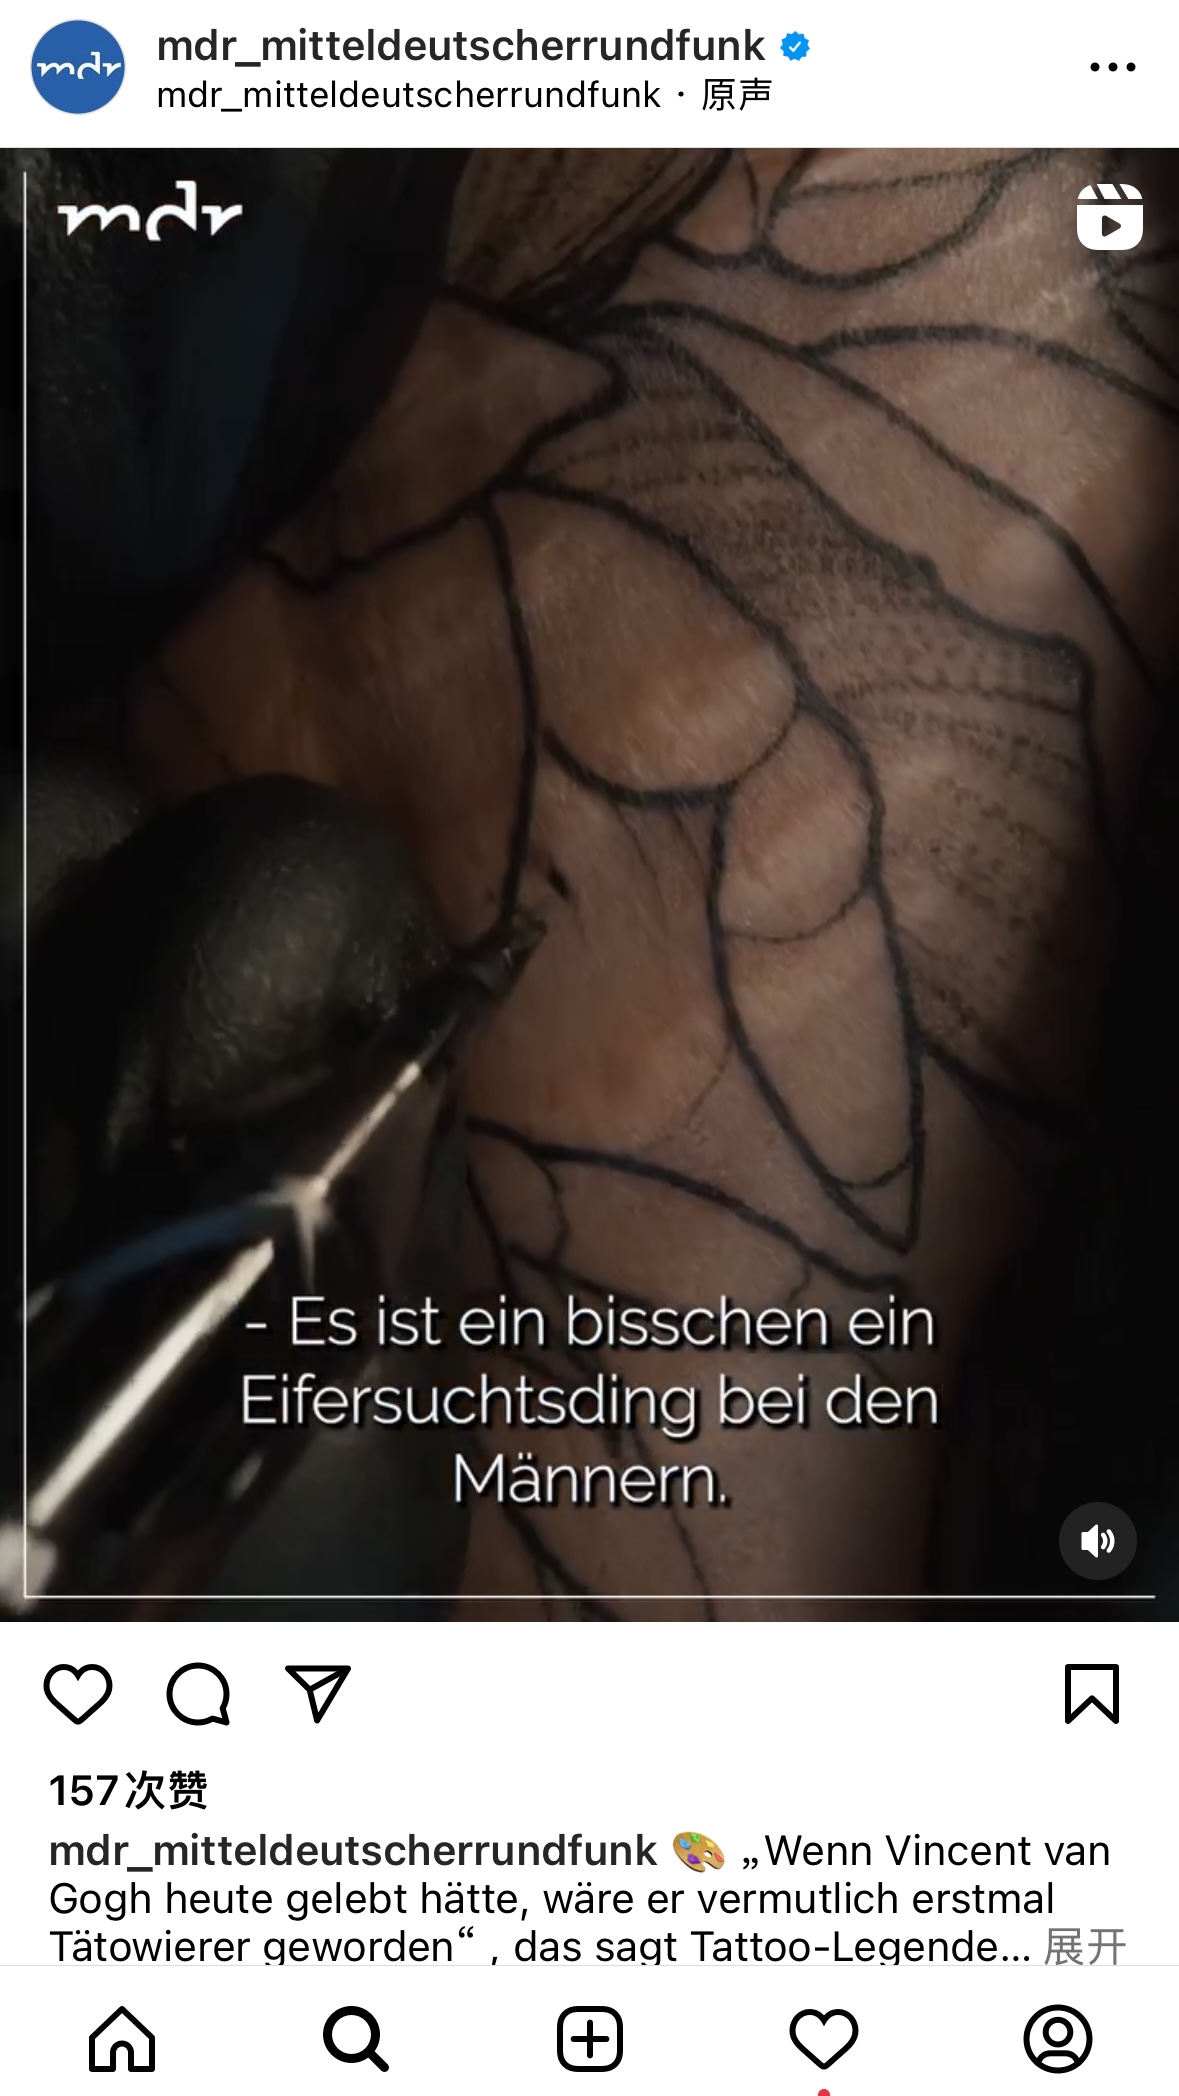 mdr
mdr_mitteldeutscherrundfunk
mdr_mitteldeutscherrundfunk · 原声
mdr
- Es ist ein bisschen ein
Eifersuchtsding bei den
Männern.
157次赞
mdr_mitteldeutscherrundfunk 🎨 „Wenn Vincent van
Gogh heute gelebt hätte, wäre er vermutlich erstmal
Tätowierer geworden“ , das sagt Tattoo-Legende... 展开